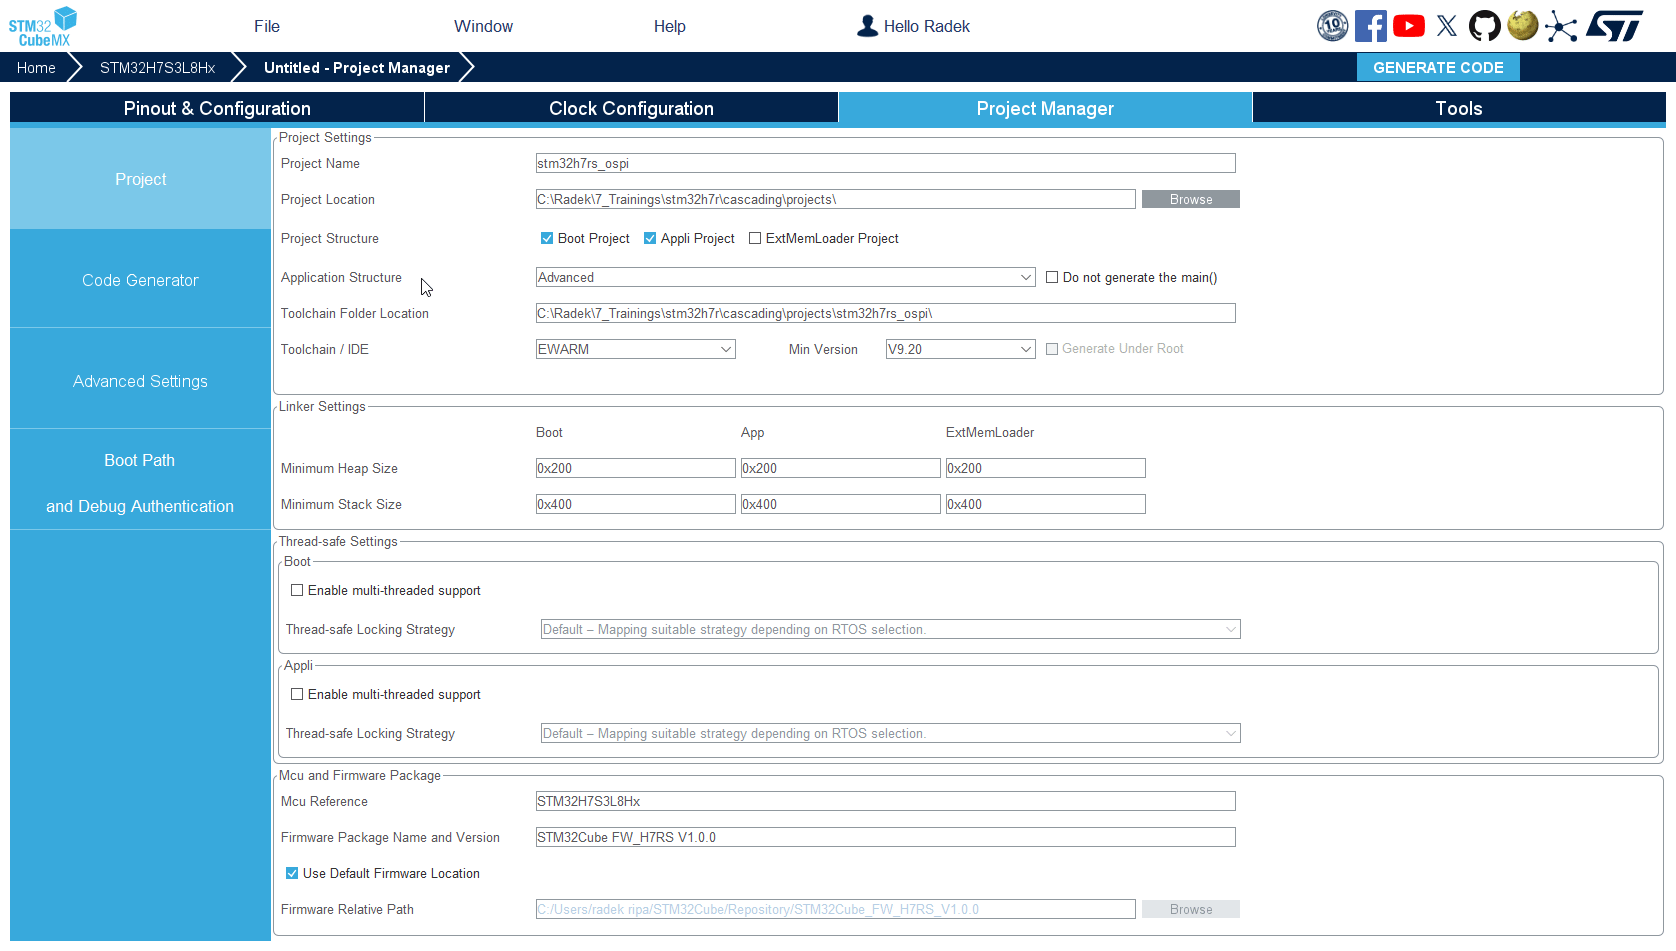 STM32
CubeMX
File
Window
Help
Hello Radek
10
Home
STM32H7S3L8Hx
Untitled - Project Manager
GENERATE CODE
Pinout & Configuration
Clock Configuration
Project Manager
Tools
Project
Code Generator
Advanced Settings
Boot Path
and Debug Authentication
Project Settings
Project Name
stm32h7rs_ospi
Project Location
C:\Radek\7_Trainings\stm32h7r\cascading\projects\
Browse
Project Structure
Boot Project
Appli Project
ExtMemLoader Project
Application Structure
Advanced
Do not generate the main()
Toolchain Folder Location
C:\Radek\7_Trainings\stm32h7r\cascading\projects\stm32h7rs_ospi\
Toolchain / IDE
EWARM
Min Version
V9.20
Generate Under Root
Linker Settings
Boot
App
ExtMemLoader
Minimum Heap Size
0x200
0x200
0x200
Minimum Stack Size
0x400
0x400
0x400
Thread-safe Settings
Boot
Enable multi-threaded support
Thread-safe Locking Strategy
Default – Mapping suitable strategy depending on RTOS selection.
Appli
Enable multi-threaded support
Thread-safe Locking Strategy
Default – Mapping suitable strategy depending on RTOS selection.
Mcu and Firmware Package
Mcu Reference
STM32H7S3L8Hx
Firmware Package Name and Version
STM32Cube FW_H7RS V1.0.0
Use Default Firmware Location
Firmware Relative Path
C:/Users/radek ripa/STM32Cube/Repository/STM32Cube_FW_H7RS_V1.0.0
Browse